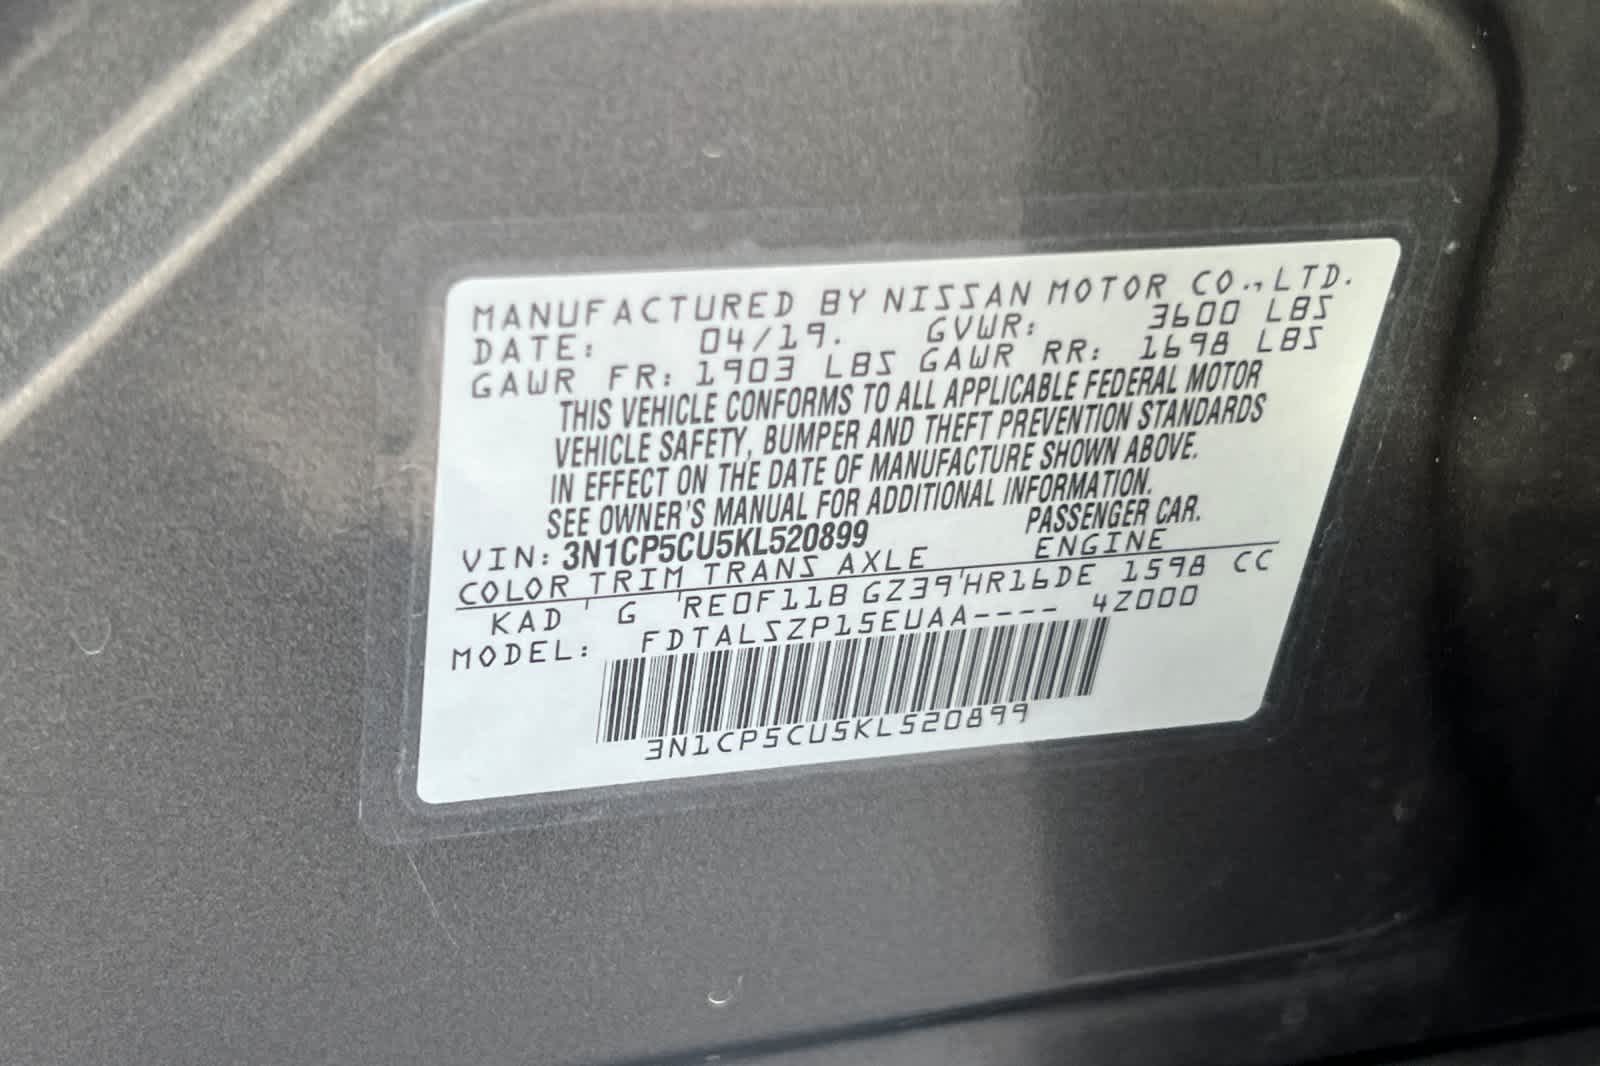 MANUFACTURED BY NISSAN MOTOR CO., LTD.
DATE: 04/19. GVWR: 3600 LBS
GAWR FR: 1903 LBS GAWR RR: 1698 LBS
THIS VEHICLE CONFORMS TO ALL APPLICABLE FEDERAL MOTOR
VEHICLE SAFETY, BUMPER AND THEFT PREVENTION STANDARDS
IN EFFECT ON THE DATE OF MANUFACTURE SHOWN ABOVE.
SEE OWNER'S MANUAL FOR ADDITIONAL INFORMATION.
VIN: 3N1CP5CU5KL520899 PASSENGER CAR.
COLOR TRIM TRANS AXLE ENGINE
KAD ' G 'RE0F11B GZ39'HR16DE 1598 CC
MODEL: FDTALSZP15EUAA---- 4Z000
3N1CP5CU5KL520899